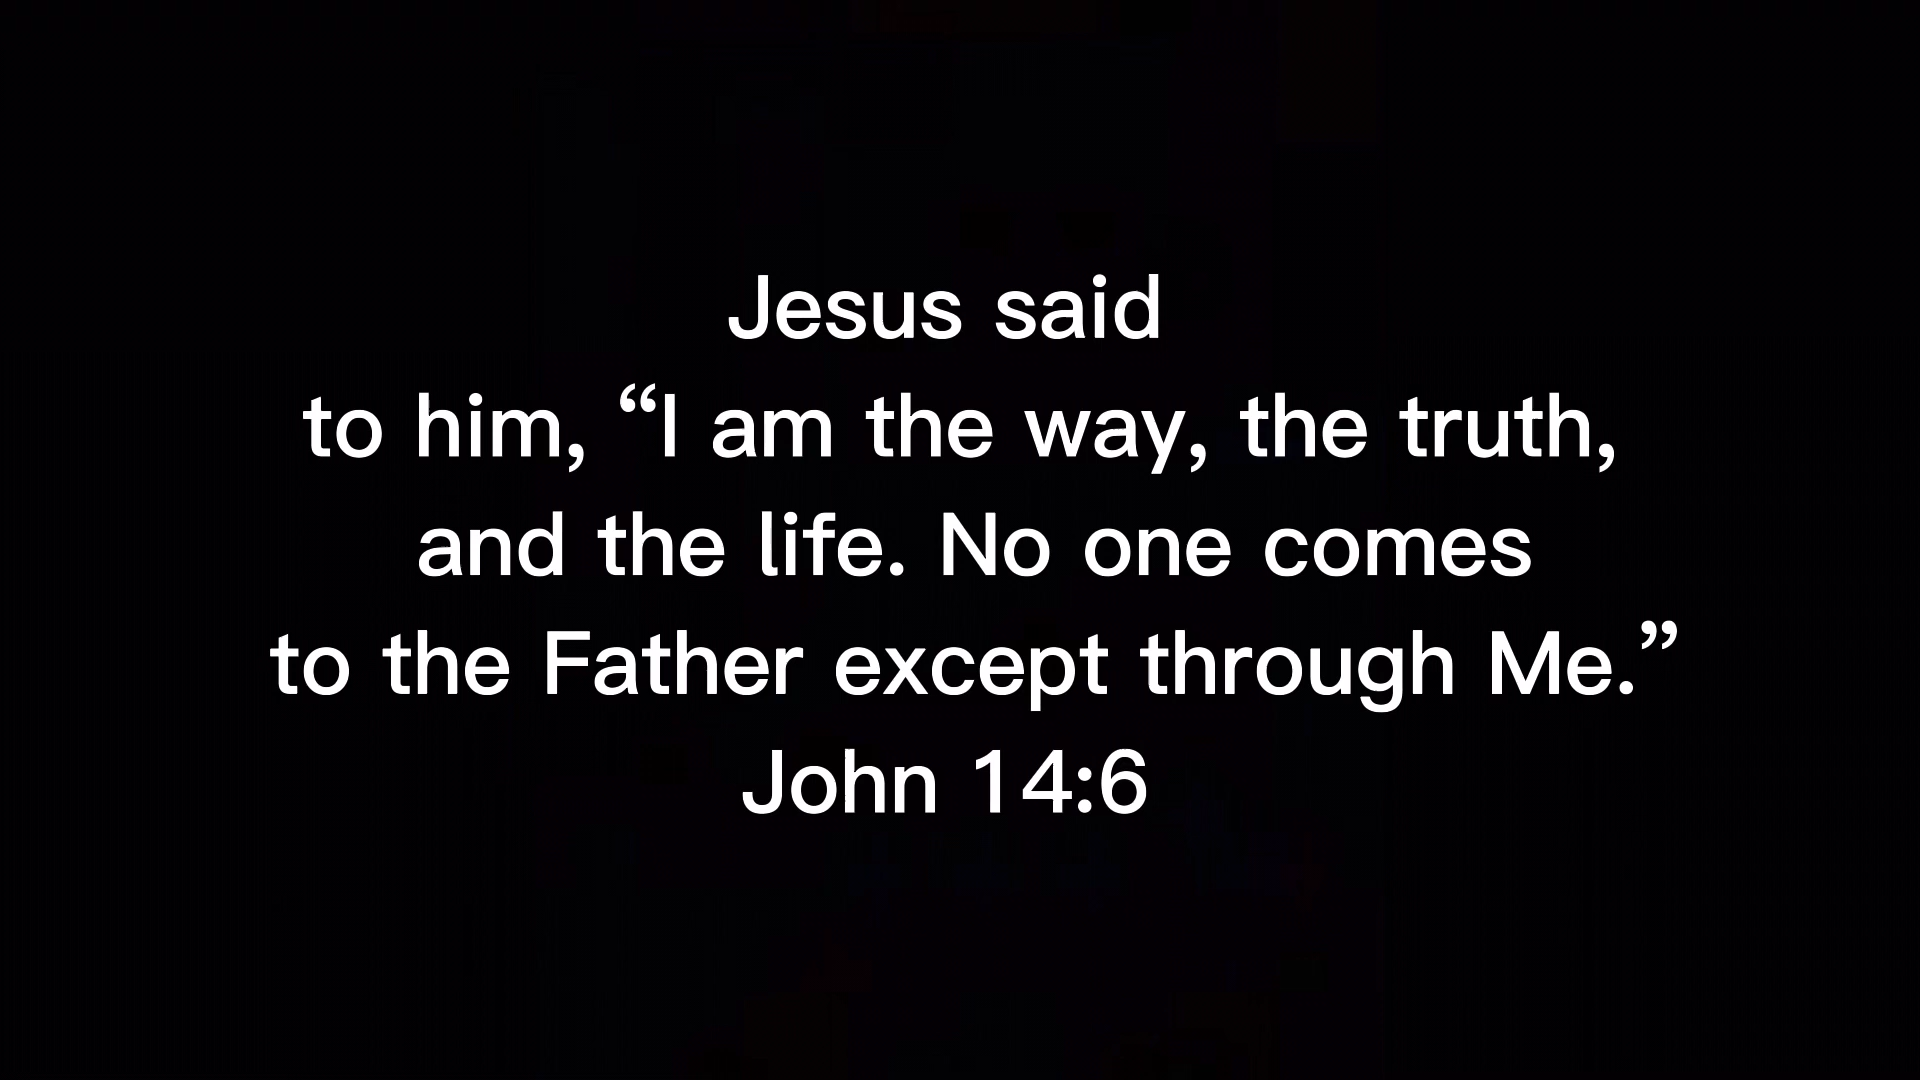 Jesus said
to him, “I am the way, the truth,
and the life. No one comes
to the Father except through Me.”
John 14:6